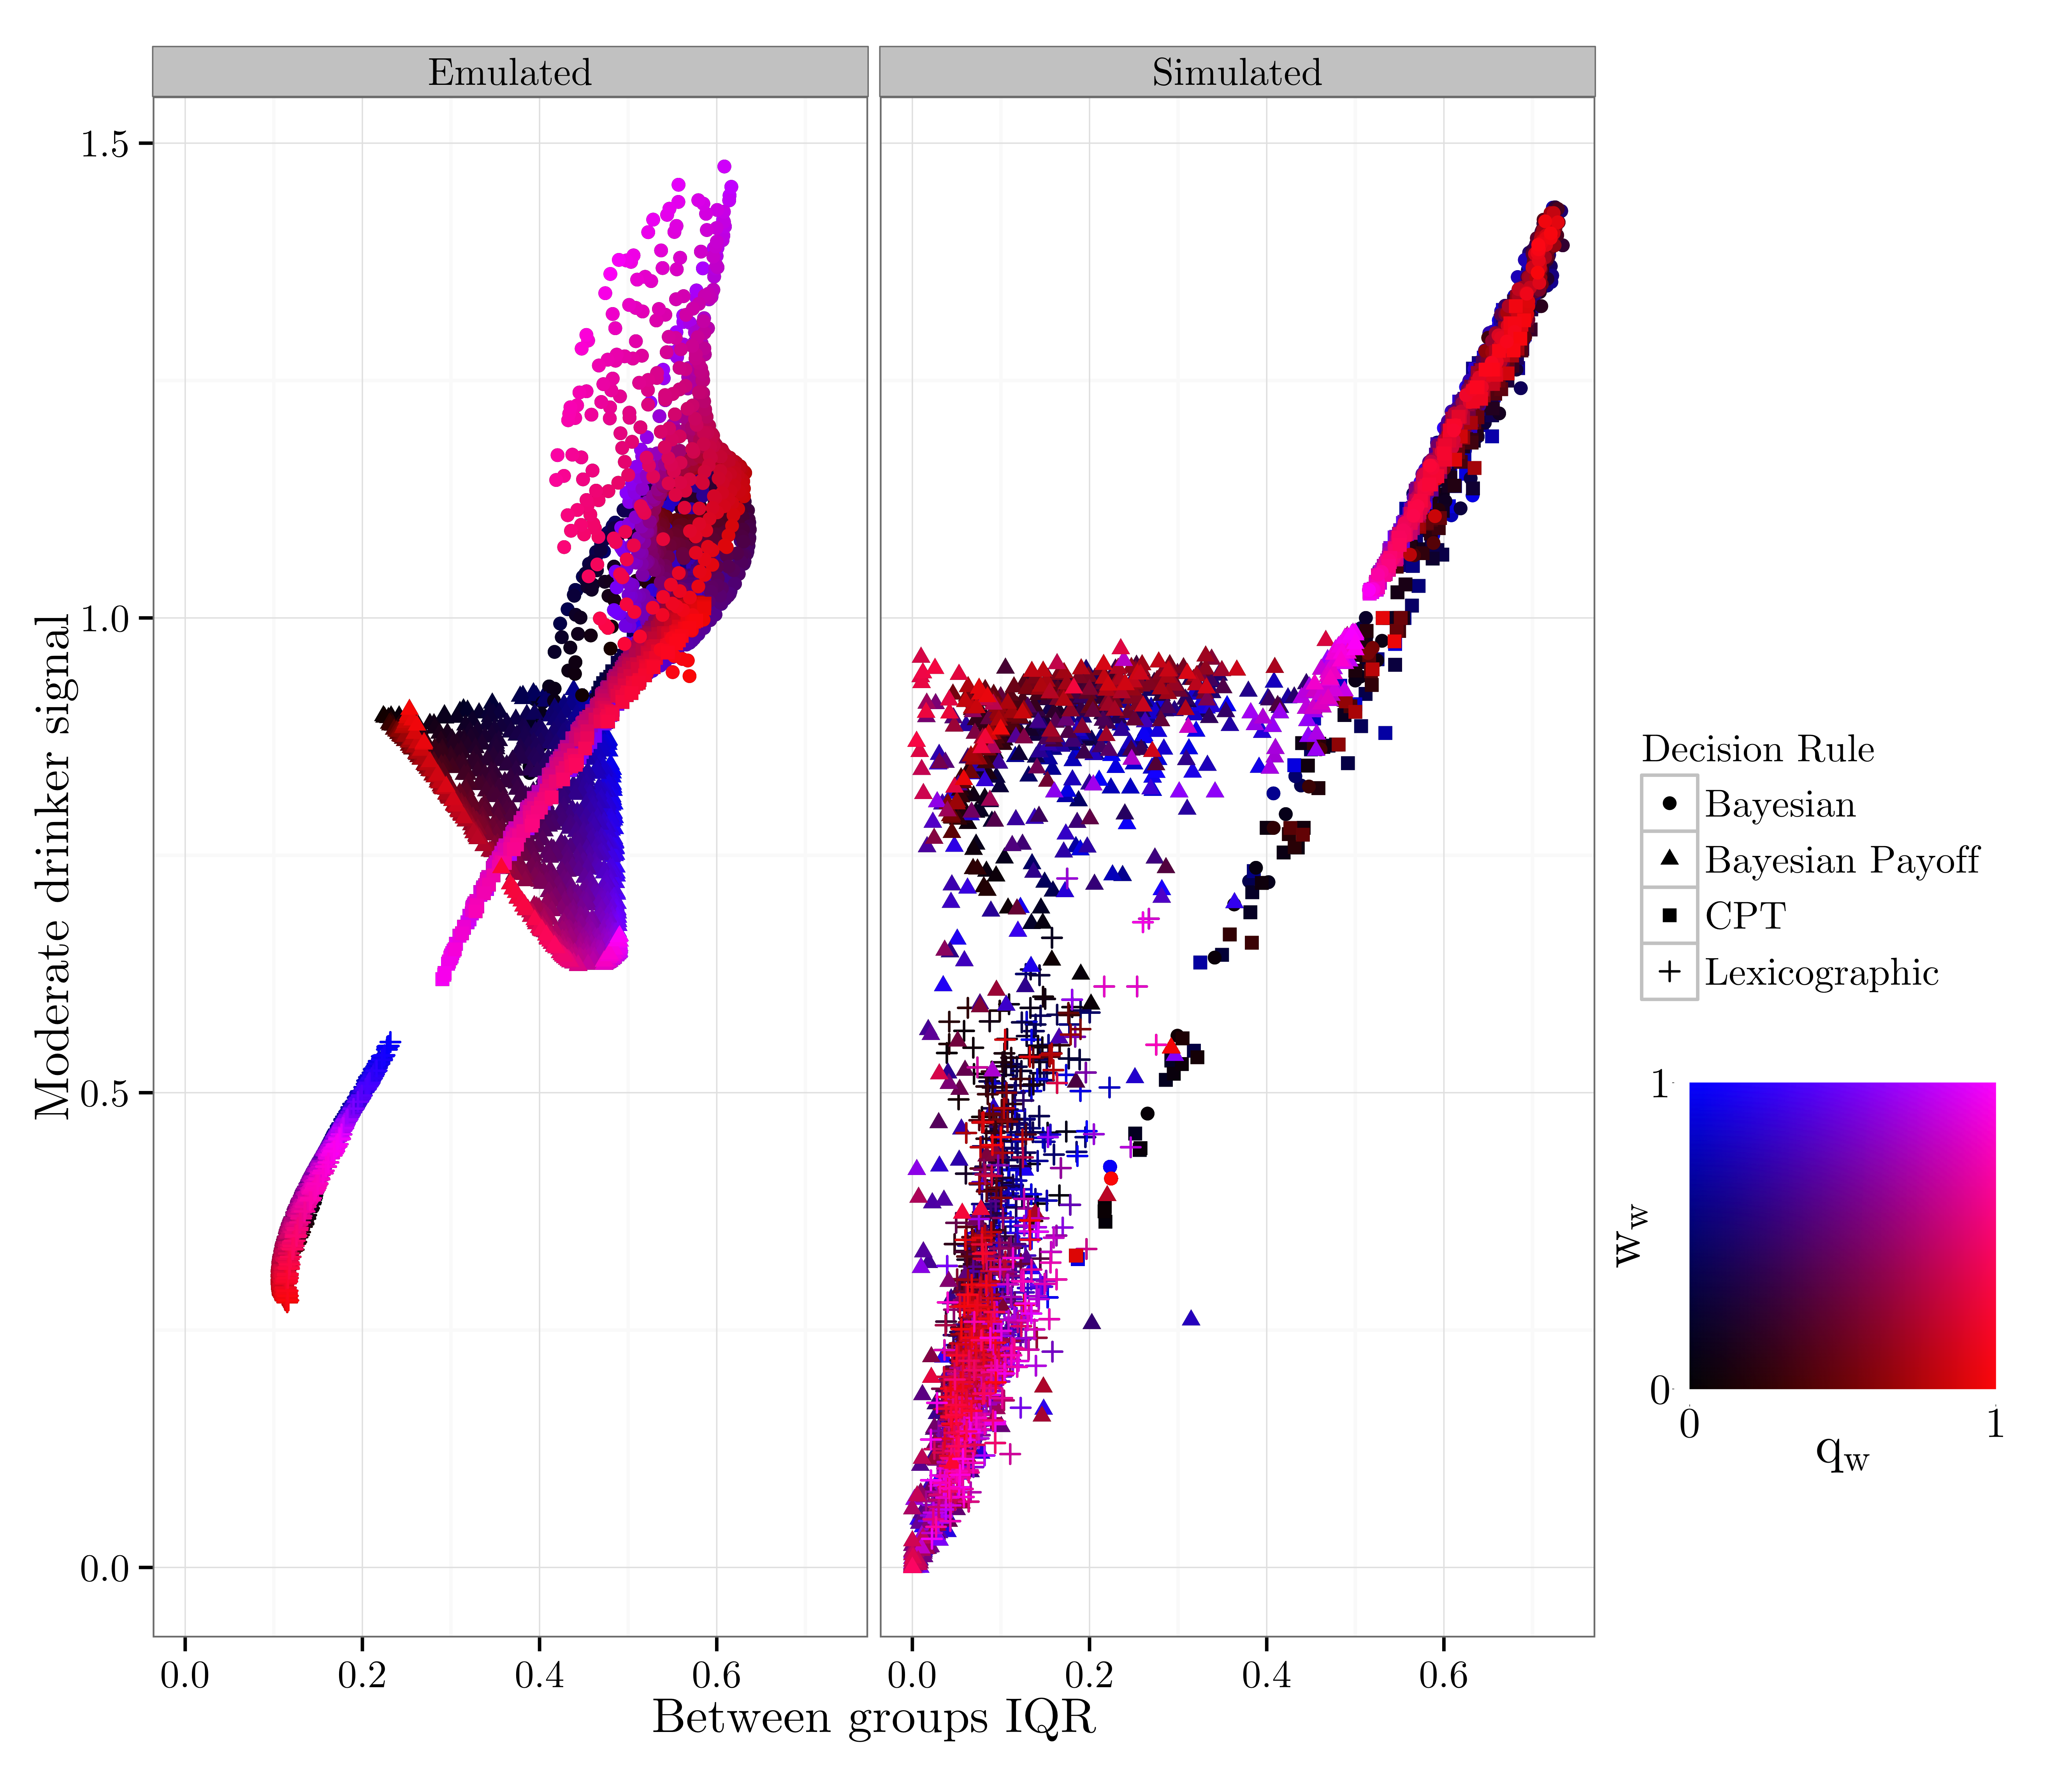 Emulated
Simulated
1.5
1.0
0.5
0.0
Moderate drinker signal
0.0 0.2 0.4 0.6
0.0 0.2 0.4 0.6
Between groups IQR
Decision Rule
Bayesian
Bayesian Payoff
CPT
Lexicographic
1
0
w_w
0 1
q_w